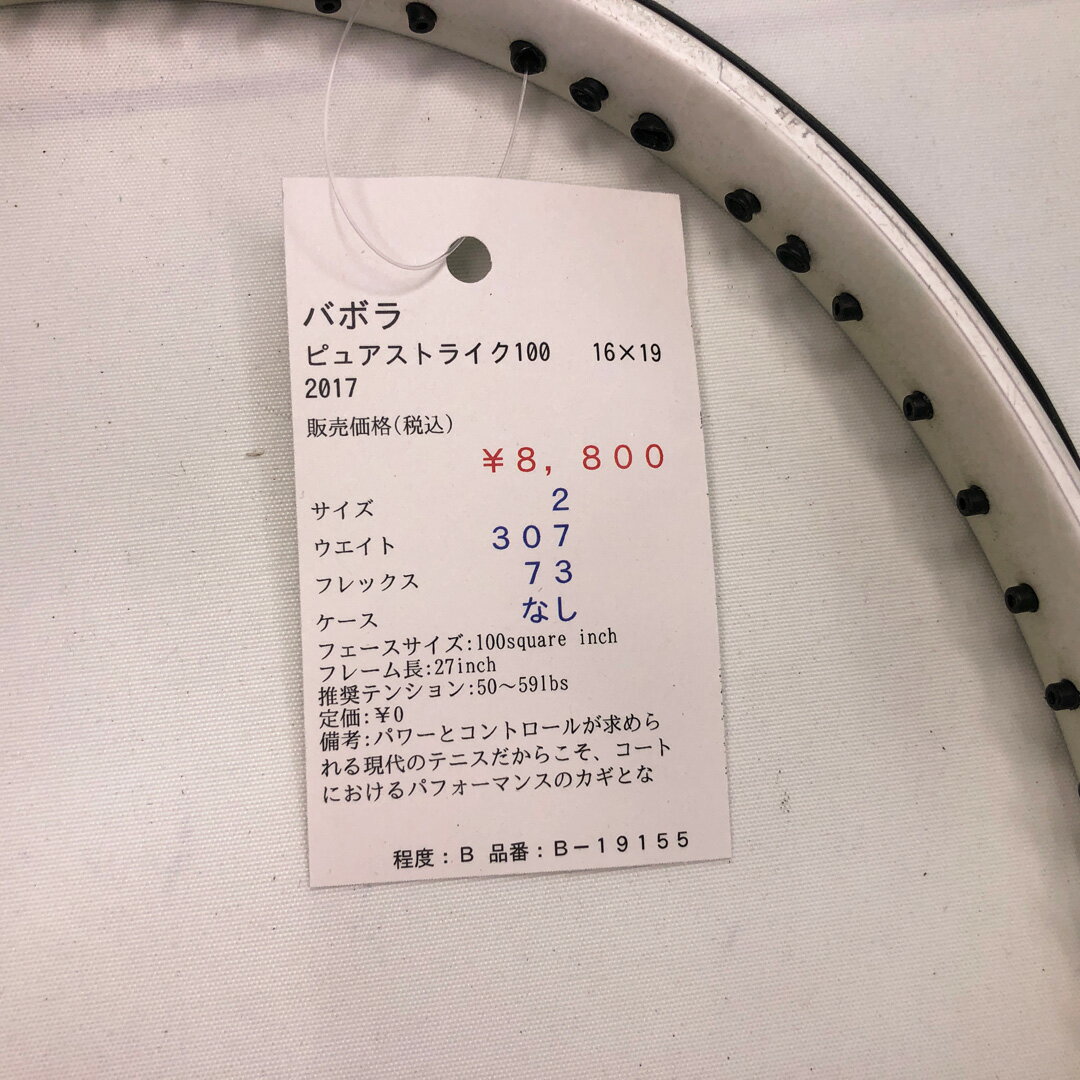 バボラ
ピュアストライク100 16×19
2017
販売価格(税込)
¥8,800
サイズ 2
ウエイト 307
フレックス 73
ケース なし
フェースサイズ:100square inch
フレーム長:27inch
推奨テンション:50～59lbs
定価:¥0
備考:パワーとコントロールが求めら
れる現代のテニスだからこそ、コート
におけるパフォーマンスのカギとな
程度：B 品番：B－19155